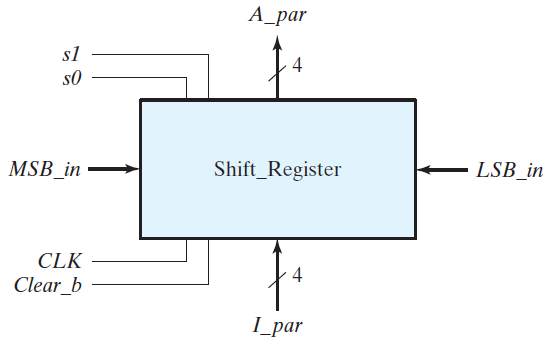 A_par
s1
4
s0
MSB_in
Shift_Register
LSB_in
CLK
4
Clear_b
I_par